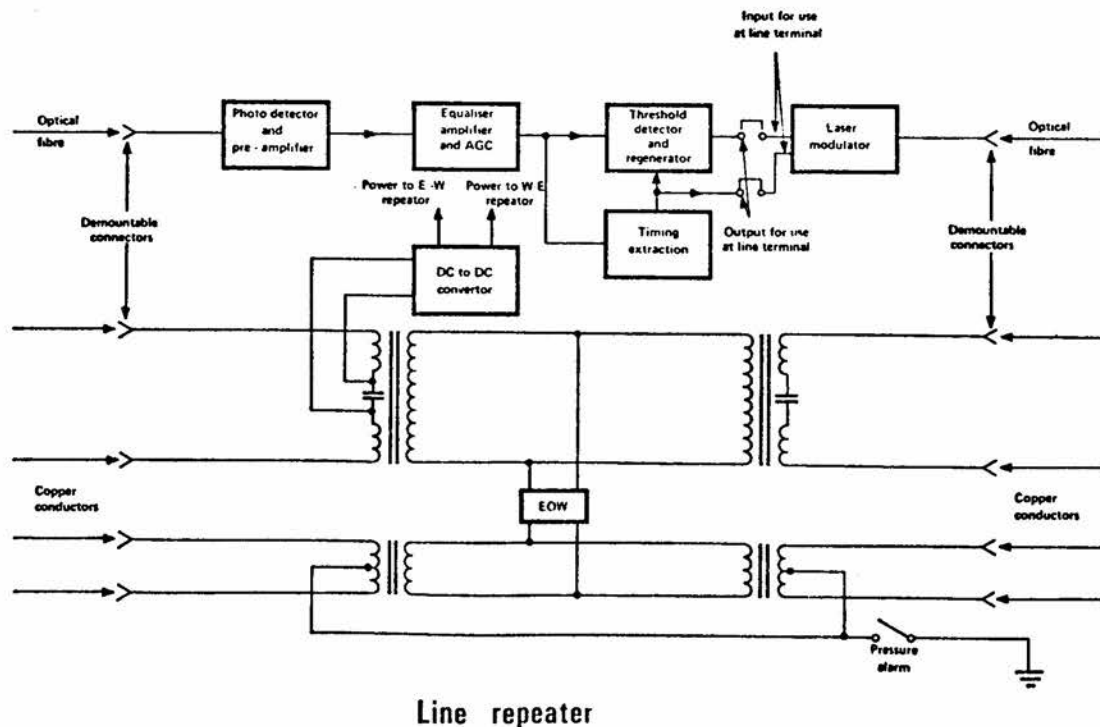 Input for use
at line terminal
Optical
fibre
Photo detector
and
pre - amplifier
Equaliser
amplifier
and AGC
Threshold
detector
and
regenerator
Laser
modulator
Optical
fibre
Power to E -W
repeator
Power to W E
repeator
Demountable
connectors
Timing
extraction
Output for use
at line terminal
Demountable
connectors
DC to DC
convertor
Copper
conductors
EOW
Copper
conductors
Pressure
alarm
Line repeater